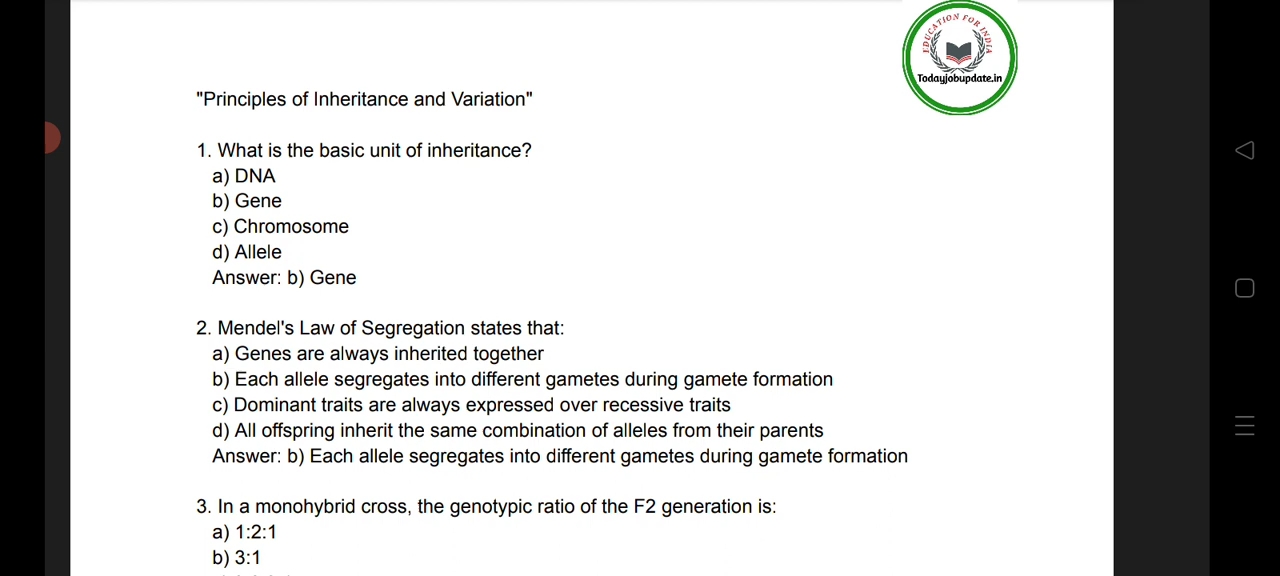 EDUCATION FOR INDIA
Todayjobupdate.in
"Principles of Inheritance and Variation"
1. What is the basic unit of inheritance?
a) DNA
b) Gene
c) Chromosome
d) Allele
Answer: b) Gene
2. Mendel's Law of Segregation states that:
a) Genes are always inherited together
b) Each allele segregates into different gametes during gamete formation
c) Dominant traits are always expressed over recessive traits
d) All offspring inherit the same combination of alleles from their parents
Answer: b) Each allele segregates into different gametes during gamete formation
3. In a monohybrid cross, the genotypic ratio of the F2 generation is:
a) 1:2:1
b) 3:1